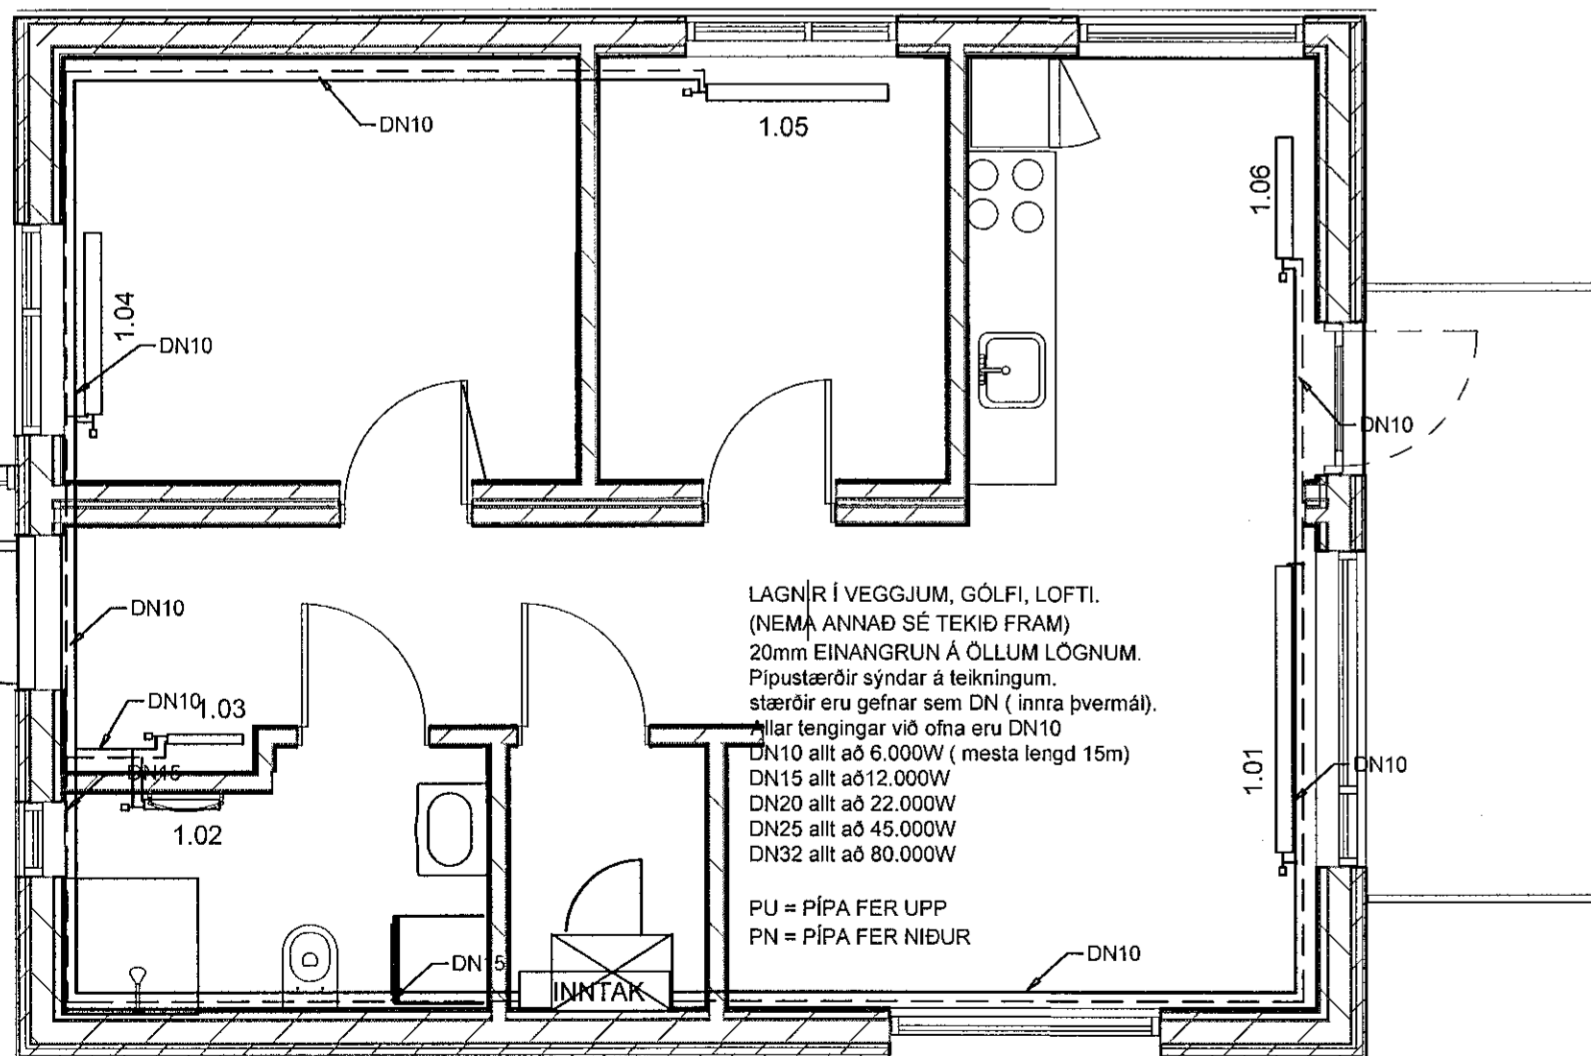 DN10
1.05
1.06
1.04
DN10
DN10
DN10
LAGNIR Í VEGGJUM, GÓLFI, LOFTI.
(NEMA ANNAÐ SÉ TEKIÐ FRAM)
20mm EINANGRUN Á ÖLLUM LÖGNUM.
Pípustærðir sýndar á teikningum.
stærðir eru gefnar sem DN ( innra þvermál).
Allar tengingar við ofna eru DN10
DN10 allt að 6.000W ( mesta lengd 15m)
DN15 allt að12.000W
DN20 allt að 22.000W
DN25 allt að 45.000W
DN32 allt að 80.000W
DN10
1.03
DN15
1.02
1.01
DN10
PU = PÍPA FER UPP
PN = PÍPA FER NIÐUR
DN15
INNTAK
DN10